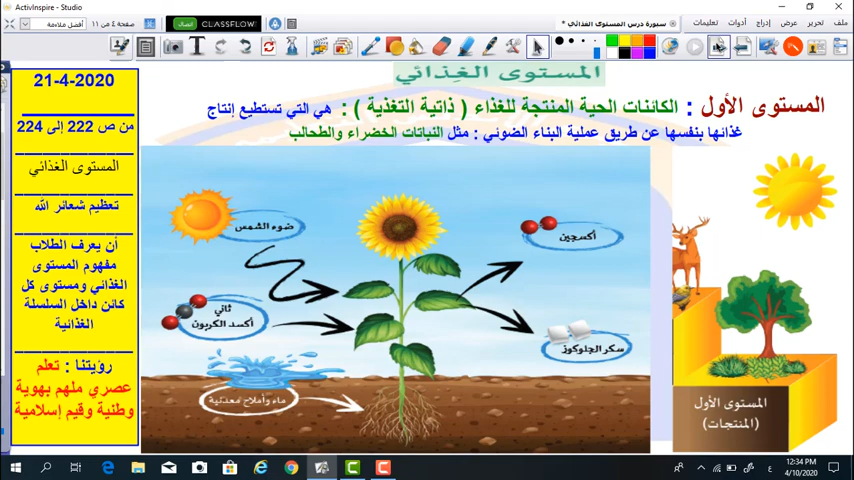 ActivInspire - Studio
ملف تحرير عرض إدراج أدوات تعليمات
سبورة درس المستوى الغذائي *
CLASSFLOW
اتصال
صفحة ٤ من ١١
أفضل ملاءمة
21-4-2020
من ص 222 إلى 224
المستوى الغذائي
تعظيم شعائر الله
أن يعرف الطلاب
مفهوم المستوى
الغذائي ومستوى كل
كائن داخل السلسلة
الغذائية
رؤيتنا : تعلم
عصري ملهم بهوية
وطنية وقيم إسلامية
المستوى الغِذائي
المستوى الأول : الكائنات الحية المنتجة للغذاء ( ذاتية التغذية ) : هي التي تستطيع إنتاج
غذائها بنفسها عن طريق عملية البناء الضوئي : مثل النباتات الخضراء والطحالب
ضوء الشمس
أكسجين
ثاني
أكسد الكربون
سكر الجلوكوز
ماء وأملاح معدنية
المستوى الأول
(المنتجات)
12:34 PM
4/10/2020